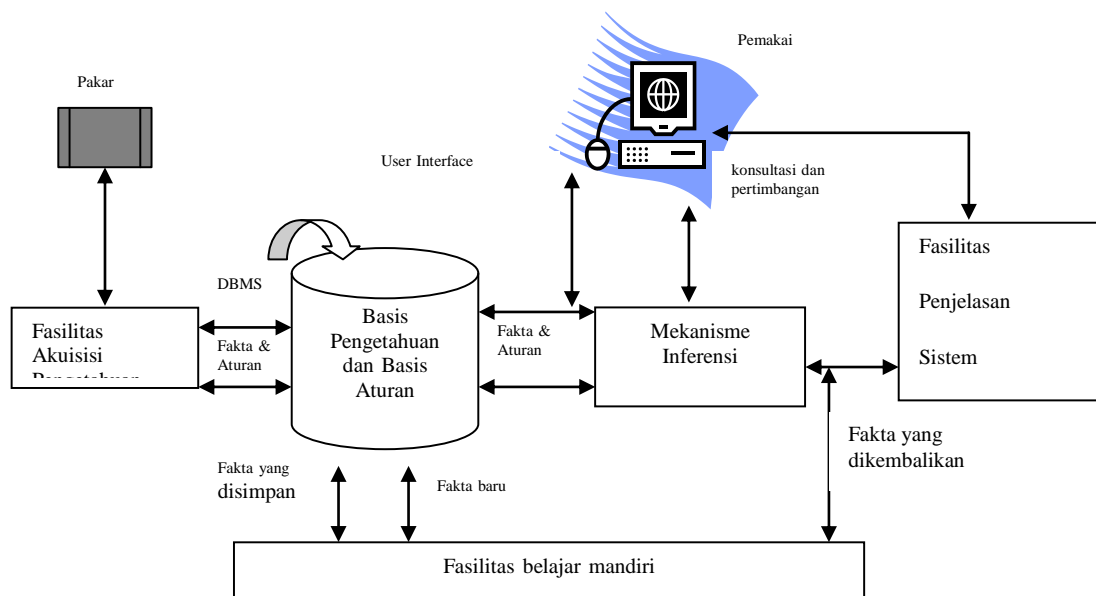 Pemakai
Pakar
User Interface
konsultasi dan
pertimbangan
Fasilitas
Penjelasan
Sistem
DBMS
Basis
Pengetahuan
dan Basis
Aturan
Fasilitas
Akuisisi
Pengetahuan
Fakta &
Aturan
Fakta &
Aturan
Mekanisme
Inferensi
Fakta yang
dikembalikan
Fakta yang
disimpan
Fakta baru
Fasilitas belajar mandiri